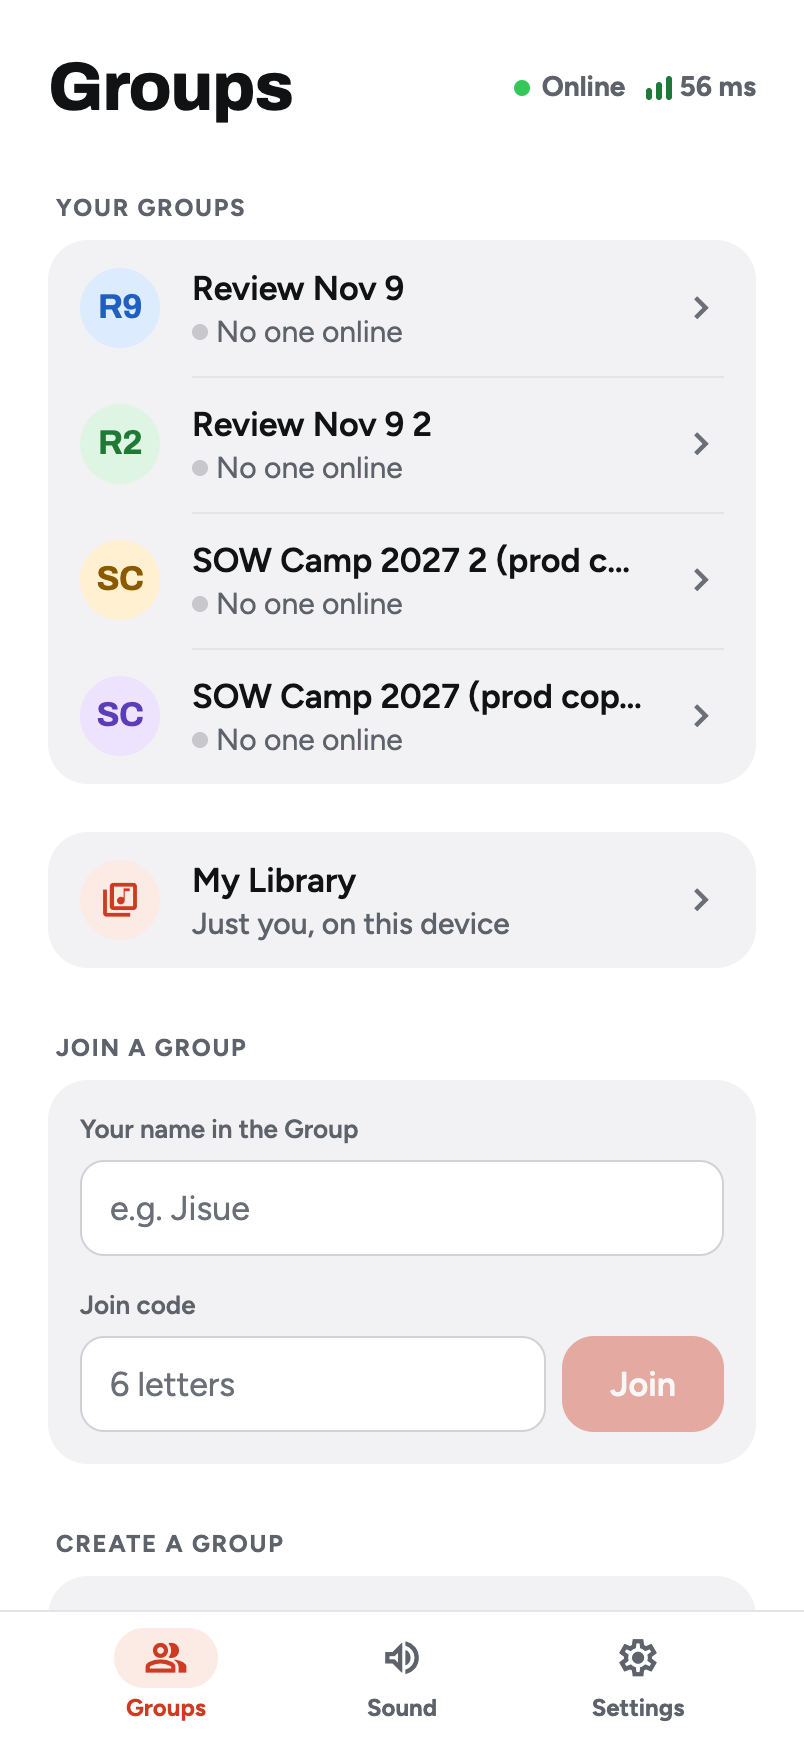 Groups
Online 56 ms
YOUR GROUPS
R9
Review Nov 9
No one online
R2
Review Nov 9 2
No one online
SC
SOW Camp 2027 2 (prod c...
No one online
SC
SOW Camp 2027 (prod cop...
No one online
My Library
Just you, on this device
JOIN A GROUP
Your name in the Group
e.g. Jisue
Join code
6 letters
Join
CREATE A GROUP
Groups
Sound
Settings